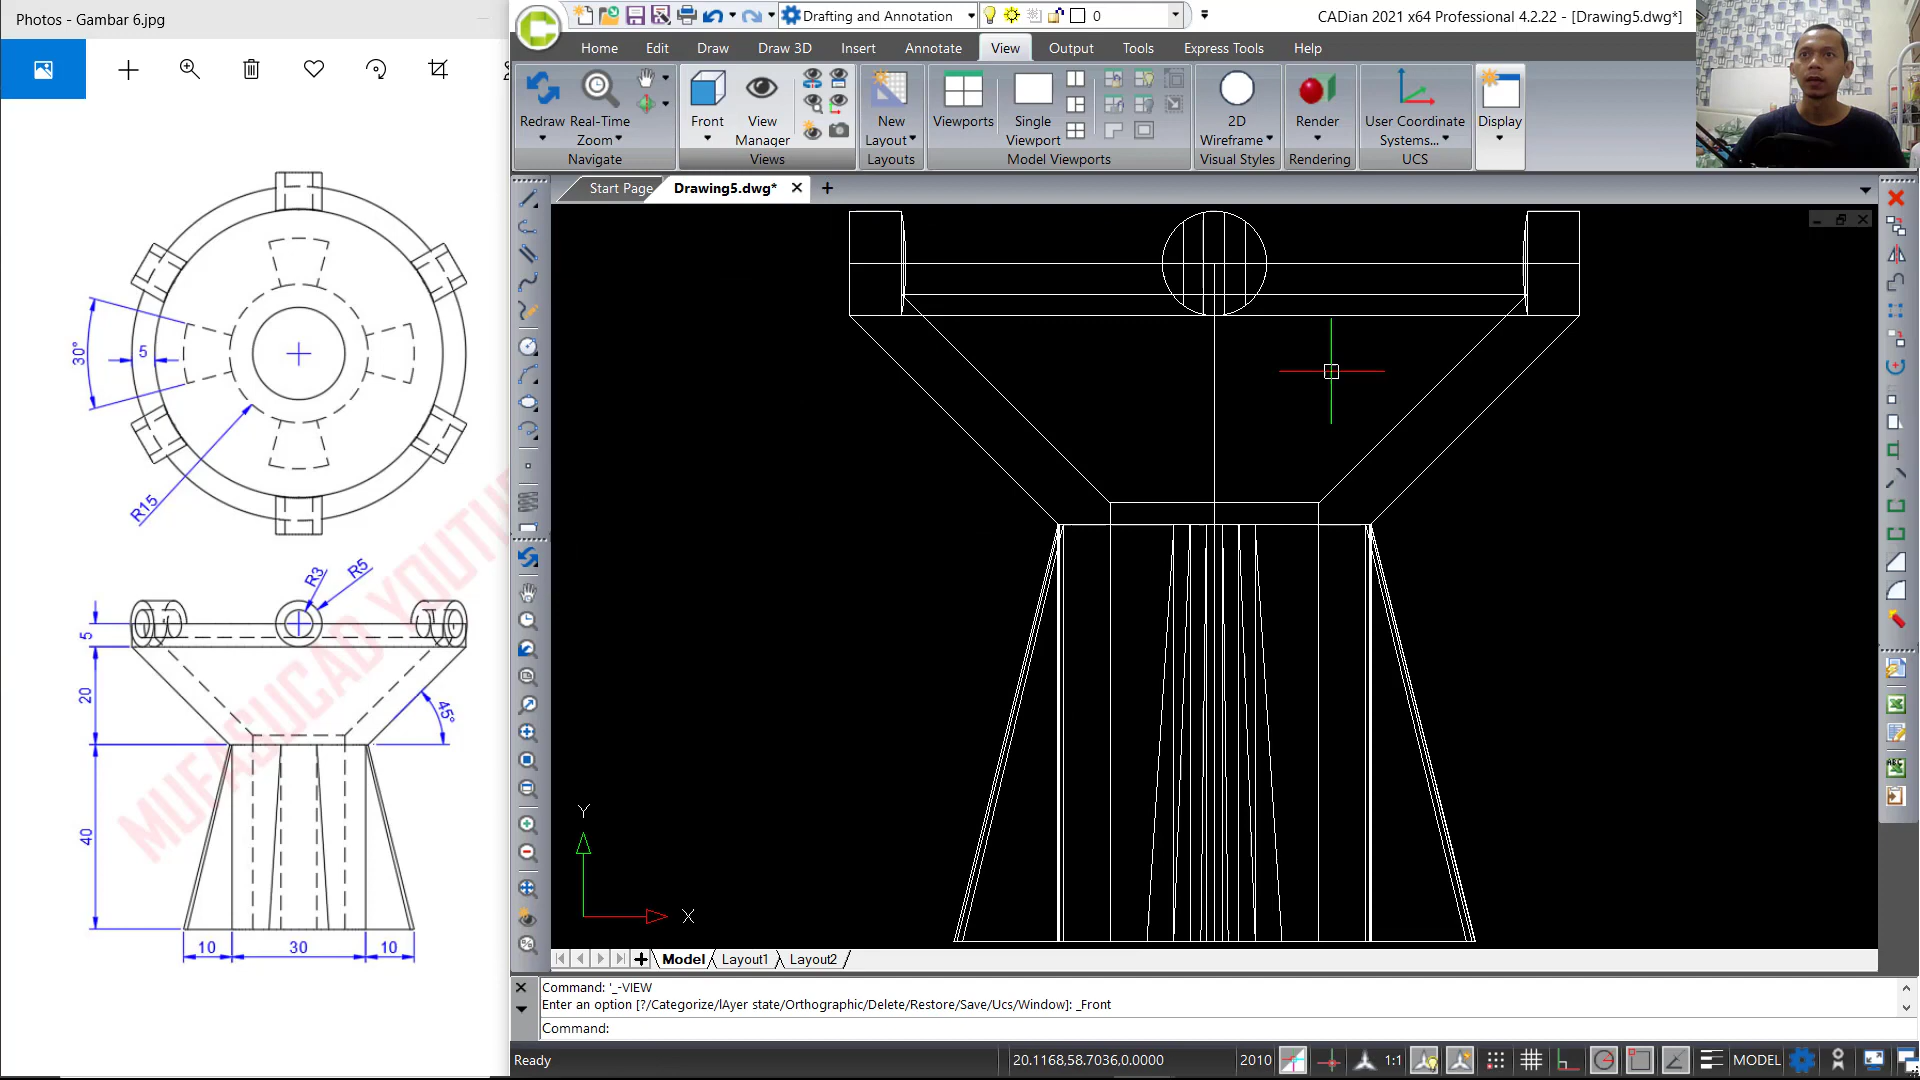 Photos - Gambar 6.jpg
Drafting and Annotation
0
CADian 2021 x64 Professional 4.2.22 - [Drawing5.dwg*]
Home
Edit
Draw
Draw 3D
Insert
Annotate
View
Output
Tools
Express Tools
Help
Redraw
Real-Time
Zoom
Navigate
Front
View
Manager
Views
New
Layout
Layouts
Viewports
Single
Viewport
Model Viewports
2D
Wireframe
Visual Styles
Render
Rendering
User Coordinate
Systems...
UCS
Display
Start Page
Drawing5.dwg*
30°
5
R15
R3
R5
5
20
45°
40
10
30
10
MUFASUCAD YOUTU
Y
X
Model
Layout1
Layout2
Command: '_-VIEW
Enter an option [?/Categorize/lAyer state/Orthographic/Delete/Restore/Save/Ucs/Window]: _Front
Command:
Ready
20.1168,58.7036,0.0000
2010
1:1
MODEL